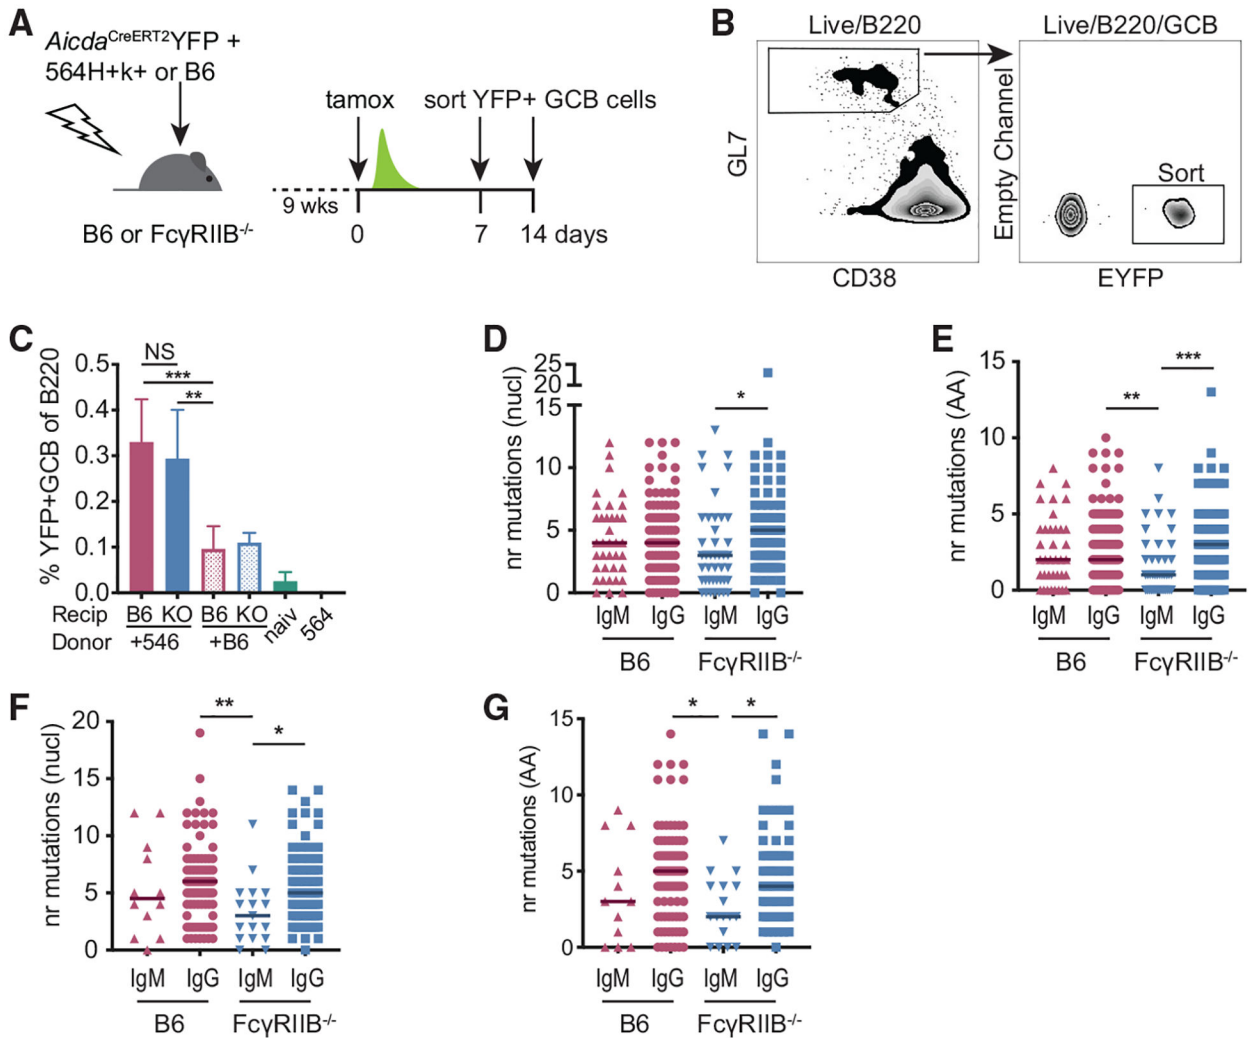 A
Aicda^CreERT2 YFP +
564H+k+ or B6
B6 or FcγRIIB-/-
tamox
sort YFP+ GCB cells
9 wks
0
7
14 days
B
Live/B220
Live/B220/GCB
GL7
CD38
Empty Channel
Sort
EYFP
C
% YFP+GCB of B220
0.5
0.4
0.3
0.2
0.1
0.0
NS
***
**
Recip B6 KO B6 KO naiv 564
Donor +546 +B6
D
nr mutations (nucl)
25
20
15
10
5
0
*
IgM IgG IgM IgG
B6 FcγRIIB-/-
E
nr mutations (AA)
15
10
5
0
**
***
IgM IgG IgM IgG
B6 FcγRIIB-/-
F
nr mutations (nucl)
20
15
10
5
0
**
*
IgM IgG IgM IgG
B6 FcγRIIB-/-
G
nr mutations (AA)
15
10
5
0
*
*
IgM IgG IgM IgG
B6 FcγRIIB-/-